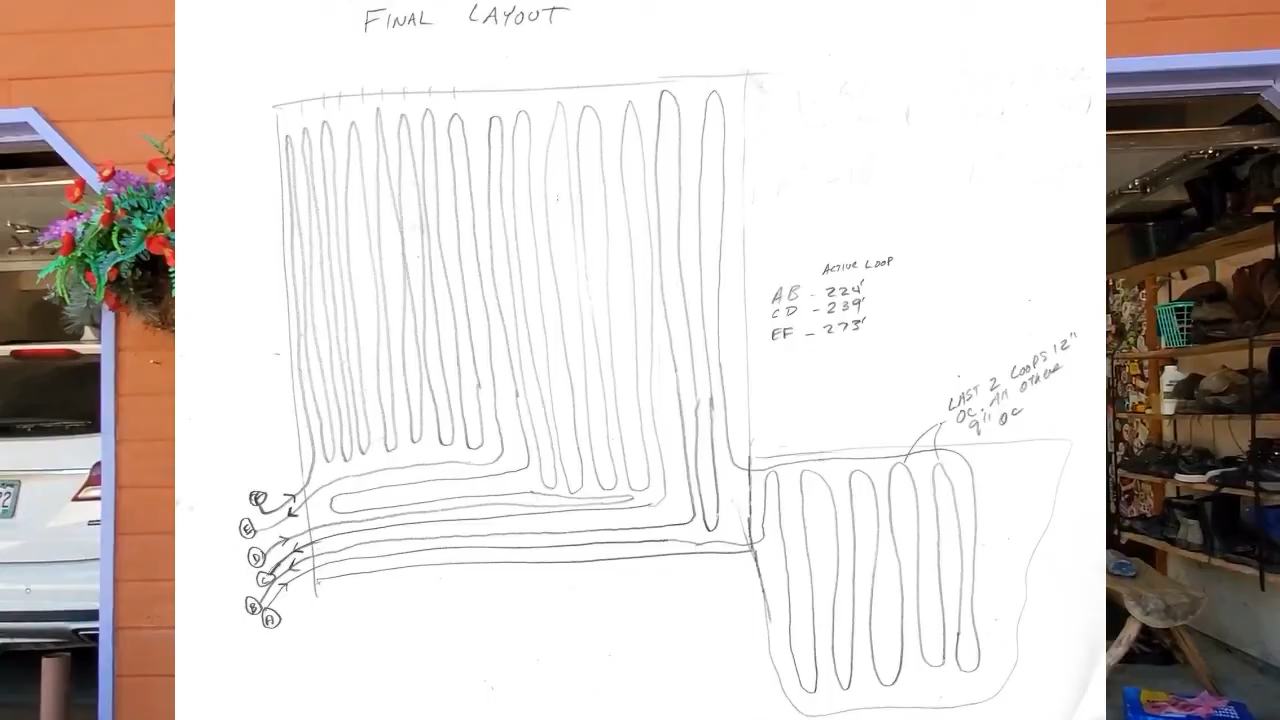 FINAL LAYOUT
ACTIVE LOOP
AB - 224'
CD - 239'
EF - 273'
LAST 2 LOOPS 12"
OC. All OTHERS
9" OC
F
E
D
C
B
A